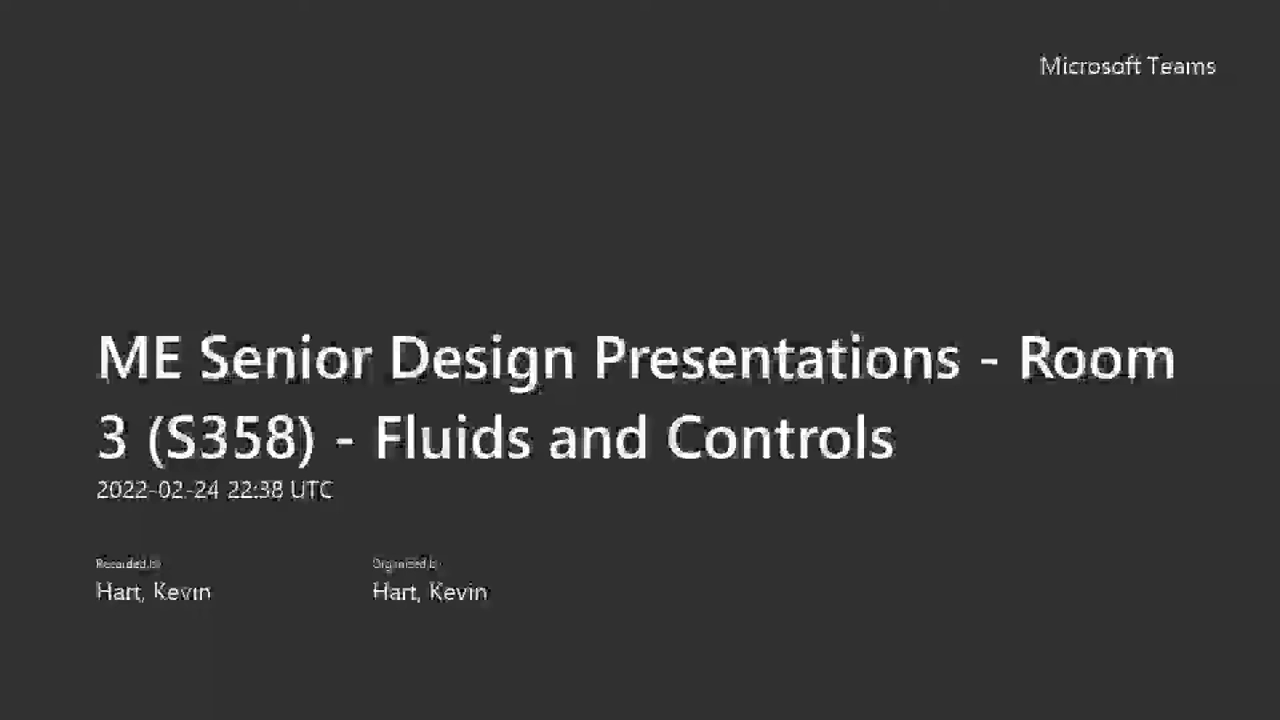 Microsoft Teams
ME Senior Design Presentations - Room
3 (S358) - Fluids and Controls
2022-02-24 22:38 UTC
Recorded by
Organized by
Hart, Kevin
Hart, Kevin